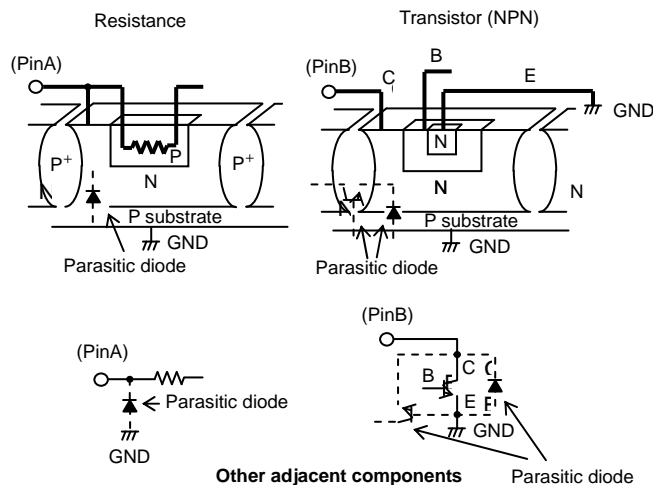 Resistance
Transistor (NPN)
(PinA)
(PinB)
C
B
E
GND
P+
P
P+
N
N
N
N
P substrate
P substrate
GND
GND
Parasitic diode
Parasitic diode
(PinA)
Parasitic diode
GND
(PinB)
C
B
E
GND
Other adjacent components
Parasitic diode